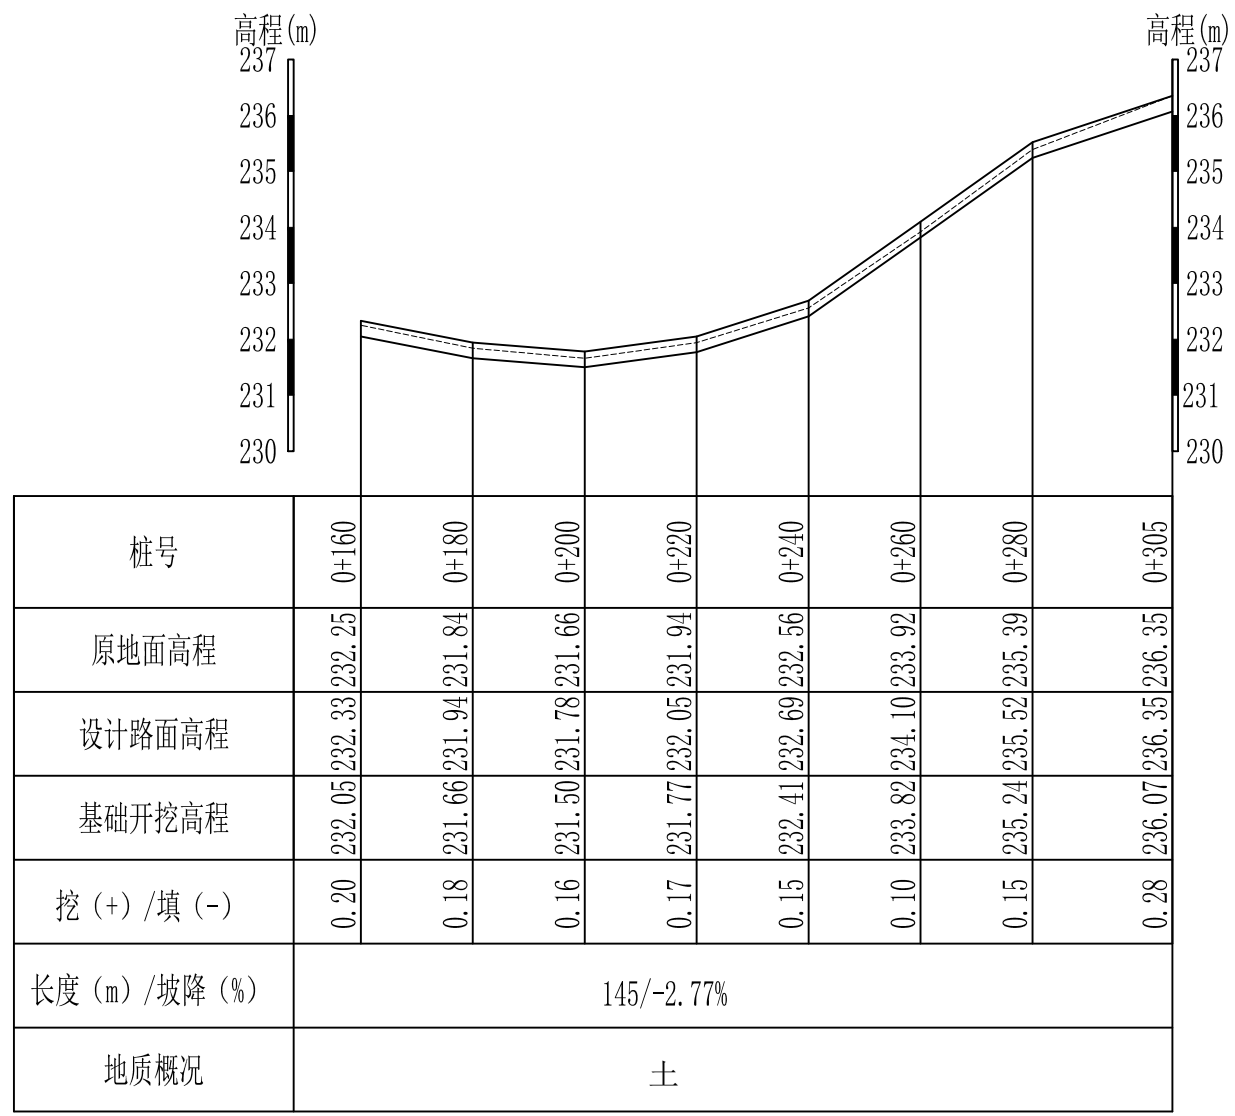 高程(m) 高程(m)
237 237
236 236
235 235
234 234
233 233
232 232
231 231
230 230
桩号 0+160 0+180 0+200 0+220 0+240 0+260 0+280 0+305
原地面高程 232.25 231.84 231.66 231.94 232.56 233.92 235.39 236.35
设计路面高程 232.33 231.94 231.78 232.05 232.69 234.10 235.52 236.35
基础开挖高程 232.05 231.66 231.50 231.77 232.41 233.82 235.24 236.07
挖（+）/填（-） 0.20 0.18 0.16 0.17 0.15 0.10 0.15 0.28
长度（m）/坡降（%） 145/-2.77%
地质概况 土